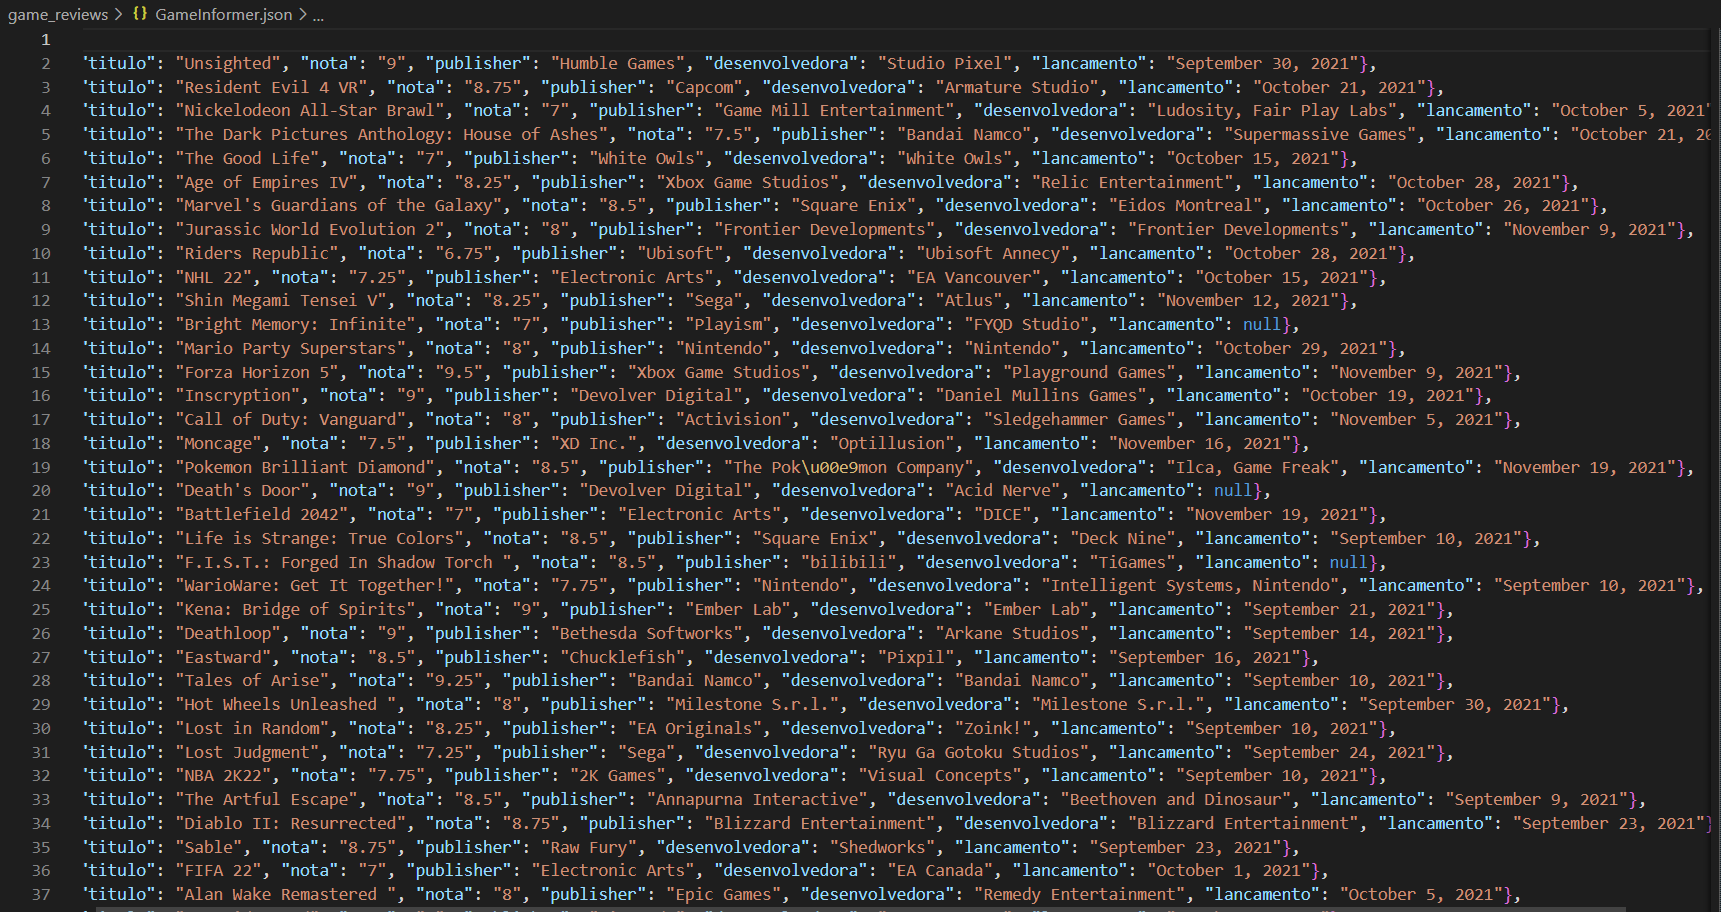 game_reviews > {} GameInformer.json > ...
1
2 "titulo": "Unsighted", "nota": "9", "publisher": "Humble Games", "desenvolvedora": "Studio Pixel", "lancamento": "September 30, 2021"},
3 "titulo": "Resident Evil 4 VR", "nota": "8.75", "publisher": "Capcom", "desenvolvedora": "Armature Studio", "lancamento": "October 21, 2021"},
4 "titulo": "Nickelodeon All-Star Brawl", "nota": "7", "publisher": "Game Mill Entertainment", "desenvolvedora": "Ludosity, Fair Play Labs", "lancamento": "October 5, 2021"
5 "titulo": "The Dark Pictures Anthology: House of Ashes", "nota": "7.5", "publisher": "Bandai Namco", "desenvolvedora": "Supermassive Games", "lancamento": "October 21, 20
6 "titulo": "The Good Life", "nota": "7", "publisher": "White Owls", "desenvolvedora": "White Owls", "lancamento": "October 15, 2021"},
7 "titulo": "Age of Empires IV", "nota": "8.25", "publisher": "Xbox Game Studios", "desenvolvedora": "Relic Entertainment", "lancamento": "October 28, 2021"},
8 "titulo": "Marvel's Guardians of the Galaxy", "nota": "8.5", "publisher": "Square Enix", "desenvolvedora": "Eidos Montreal", "lancamento": "October 26, 2021"},
9 "titulo": "Jurassic World Evolution 2", "nota": "8", "publisher": "Frontier Developments", "desenvolvedora": "Frontier Developments", "lancamento": "November 9, 2021"},
10 "titulo": "Riders Republic", "nota": "6.75", "publisher": "Ubisoft", "desenvolvedora": "Ubisoft Annecy", "lancamento": "October 28, 2021"},
11 "titulo": "NHL 22", "nota": "7.25", "publisher": "Electronic Arts", "desenvolvedora": "EA Vancouver", "lancamento": "October 15, 2021"},
12 "titulo": "Shin Megami Tensei V", "nota": "8.25", "publisher": "Sega", "desenvolvedora": "Atlus", "lancamento": "November 12, 2021"},
13 "titulo": "Bright Memory: Infinite", "nota": "7", "publisher": "Playism", "desenvolvedora": "FYQD Studio", "lancamento": null},
14 "titulo": "Mario Party Superstars", "nota": "8", "publisher": "Nintendo", "desenvolvedora": "Nintendo", "lancamento": "October 29, 2021"},
15 "titulo": "Forza Horizon 5", "nota": "9.5", "publisher": "Xbox Game Studios", "desenvolvedora": "Playground Games", "lancamento": "November 9, 2021"},
16 "titulo": "Inscryption", "nota": "9", "publisher": "Devolver Digital", "desenvolvedora": "Daniel Mullins Games", "lancamento": "October 19, 2021"},
17 "titulo": "Call of Duty: Vanguard", "nota": "8", "publisher": "Activision", "desenvolvedora": "Sledgehammer Games", "lancamento": "November 5, 2021"},
18 "titulo": "Moncage", "nota": "7.5", "publisher": "XD Inc.", "desenvolvedora": "Optillusion", "lancamento": "November 16, 2021"},
19 "titulo": "Pokemon Brilliant Diamond", "nota": "8.5", "publisher": "The Pok\u00e9mon Company", "desenvolvedora": "Ilca, Game Freak", "lancamento": "November 19, 2021"},
20 "titulo": "Death's Door", "nota": "9", "publisher": "Devolver Digital", "desenvolvedora": "Acid Nerve", "lancamento": null},
21 "titulo": "Battlefield 2042", "nota": "7", "publisher": "Electronic Arts", "desenvolvedora": "DICE", "lancamento": "November 19, 2021"},
22 "titulo": "Life is Strange: True Colors", "nota": "8.5", "publisher": "Square Enix", "desenvolvedora": "Deck Nine", "lancamento": "September 10, 2021"},
23 "titulo": "F.I.S.T.: Forged In Shadow Torch ", "nota": "8.5", "publisher": "bilibili", "desenvolvedora": "TiGames", "lancamento": null},
24 "titulo": "WarioWare: Get It Together!", "nota": "7.75", "publisher": "Nintendo", "desenvolvedora": "Intelligent Systems, Nintendo", "lancamento": "September 10, 2021"},
25 "titulo": "Kena: Bridge of Spirits", "nota": "9", "publisher": "Ember Lab", "desenvolvedora": "Ember Lab", "lancamento": "September 21, 2021"},
26 "titulo": "Deathloop", "nota": "9", "publisher": "Bethesda Softworks", "desenvolvedora": "Arkane Studios", "lancamento": "September 14, 2021"},
27 "titulo": "Eastward", "nota": "8.5", "publisher": "Chucklefish", "desenvolvedora": "Pixpil", "lancamento": "September 16, 2021"},
28 "titulo": "Tales of Arise", "nota": "9.25", "publisher": "Bandai Namco", "desenvolvedora": "Bandai Namco", "lancamento": "September 10, 2021"},
29 "titulo": "Hot Wheels Unleashed ", "nota": "8", "publisher": "Milestone S.r.l.", "desenvolvedora": "Milestone S.r.l.", "lancamento": "September 30, 2021"},
30 "titulo": "Lost in Random", "nota": "8.25", "publisher": "EA Originals", "desenvolvedora": "Zoink!", "lancamento": "September 10, 2021"},
31 "titulo": "Lost Judgment", "nota": "7.25", "publisher": "Sega", "desenvolvedora": "Ryu Ga Gotoku Studios", "lancamento": "September 24, 2021"},
32 "titulo": "NBA 2K22", "nota": "7.75", "publisher": "2K Games", "desenvolvedora": "Visual Concepts", "lancamento": "September 10, 2021"},
33 "titulo": "The Artful Escape", "nota": "8.5", "publisher": "Annapurna Interactive", "desenvolvedora": "Beethoven and Dinosaur", "lancamento": "September 9, 2021"},
34 "titulo": "Diablo II: Resurrected", "nota": "8.75", "publisher": "Blizzard Entertainment", "desenvolvedora": "Blizzard Entertainment", "lancamento": "September 23, 2021"}
35 "titulo": "Sable", "nota": "8.75", "publisher": "Raw Fury", "desenvolvedora": "Shedworks", "lancamento": "September 23, 2021"},
36 "titulo": "FIFA 22", "nota": "7", "publisher": "Electronic Arts", "desenvolvedora": "EA Canada", "lancamento": "October 1, 2021"},
37 "titulo": "Alan Wake Remastered ", "nota": "8", "publisher": "Epic Games", "desenvolvedora": "Remedy Entertainment", "lancamento": "October 5, 2021"},